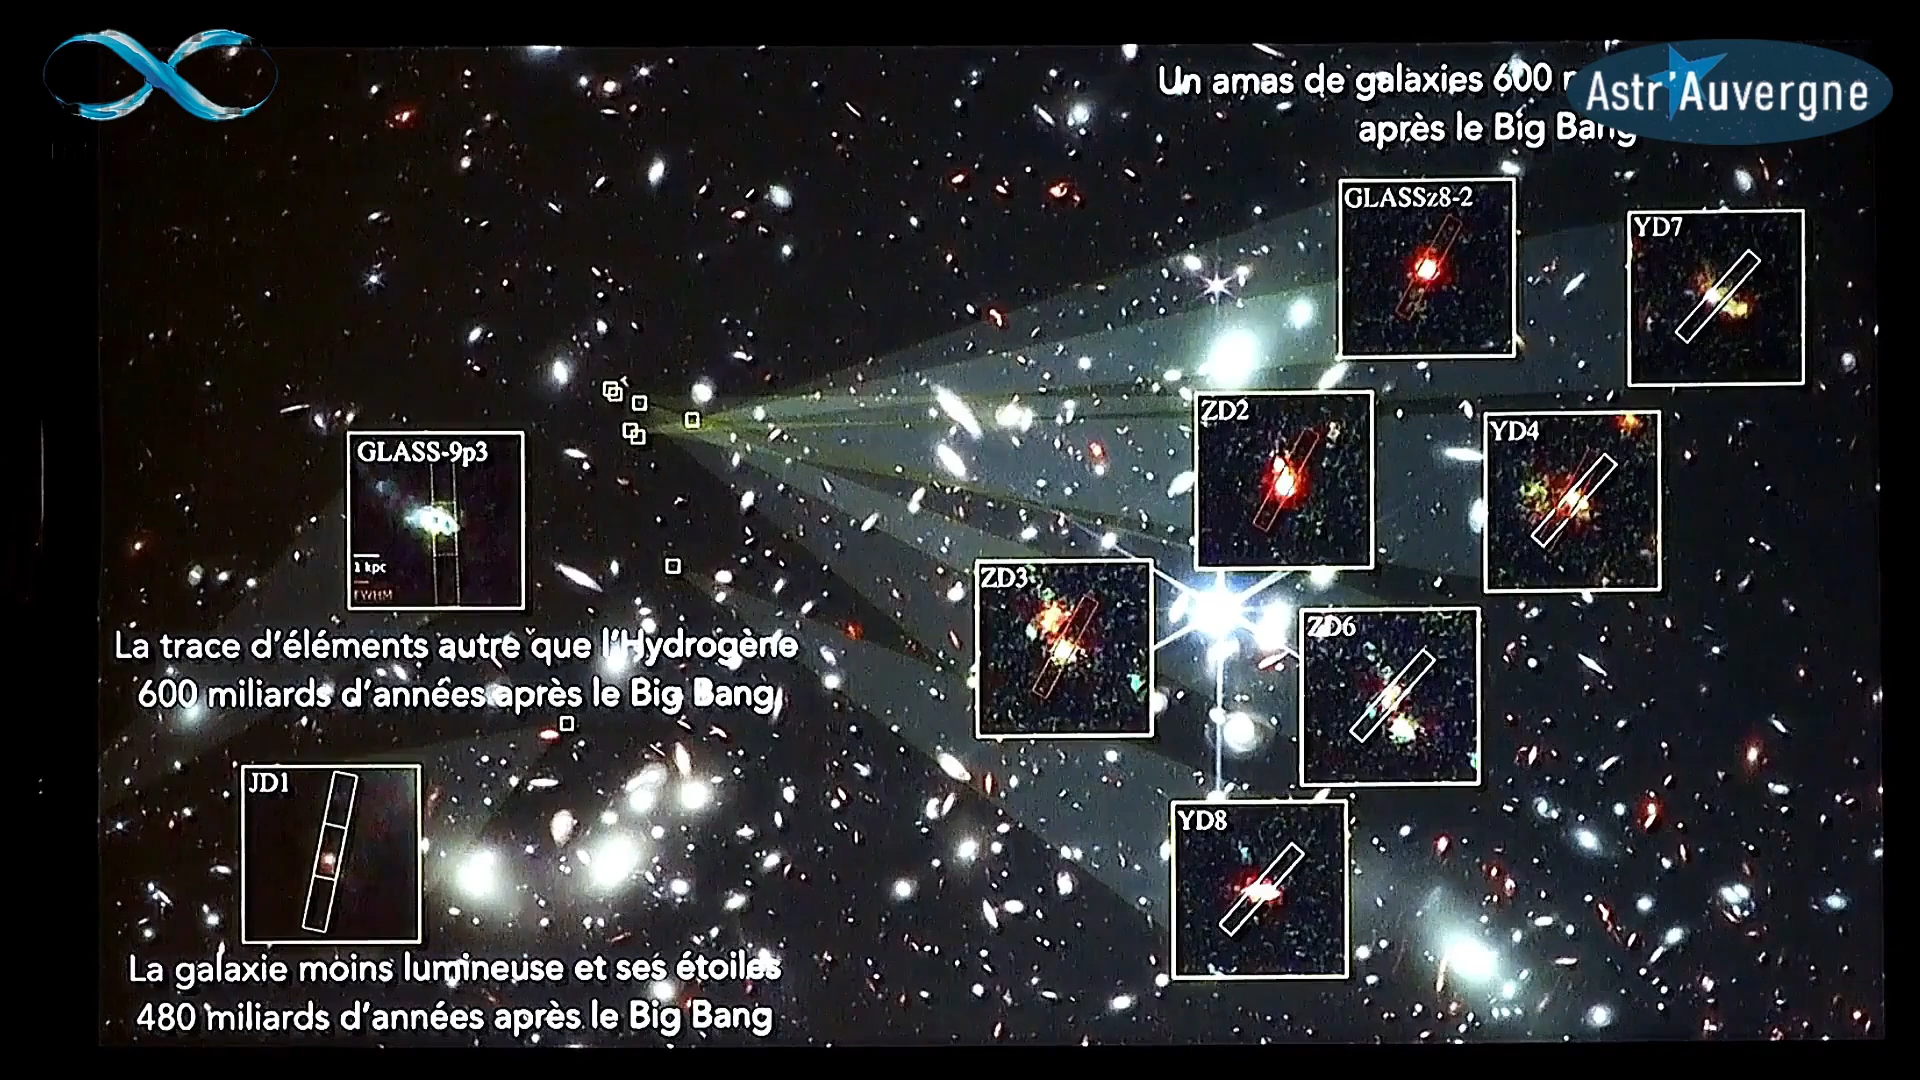 Un amas de galaxies 600
Astr'Auvergne
après le Big Bang
GLASSz8-2
YD7
ZD2
YD4
GLASS-9p3
1 kpc
FWHM
ZD3
ZD6
La trace d'éléments autre que l'Hydrogène
600 miliards d'années après le Big Bang
JD1
YD8
La galaxie moins lumineuse et ses étoiles
480 miliards d'années après le Big Bang